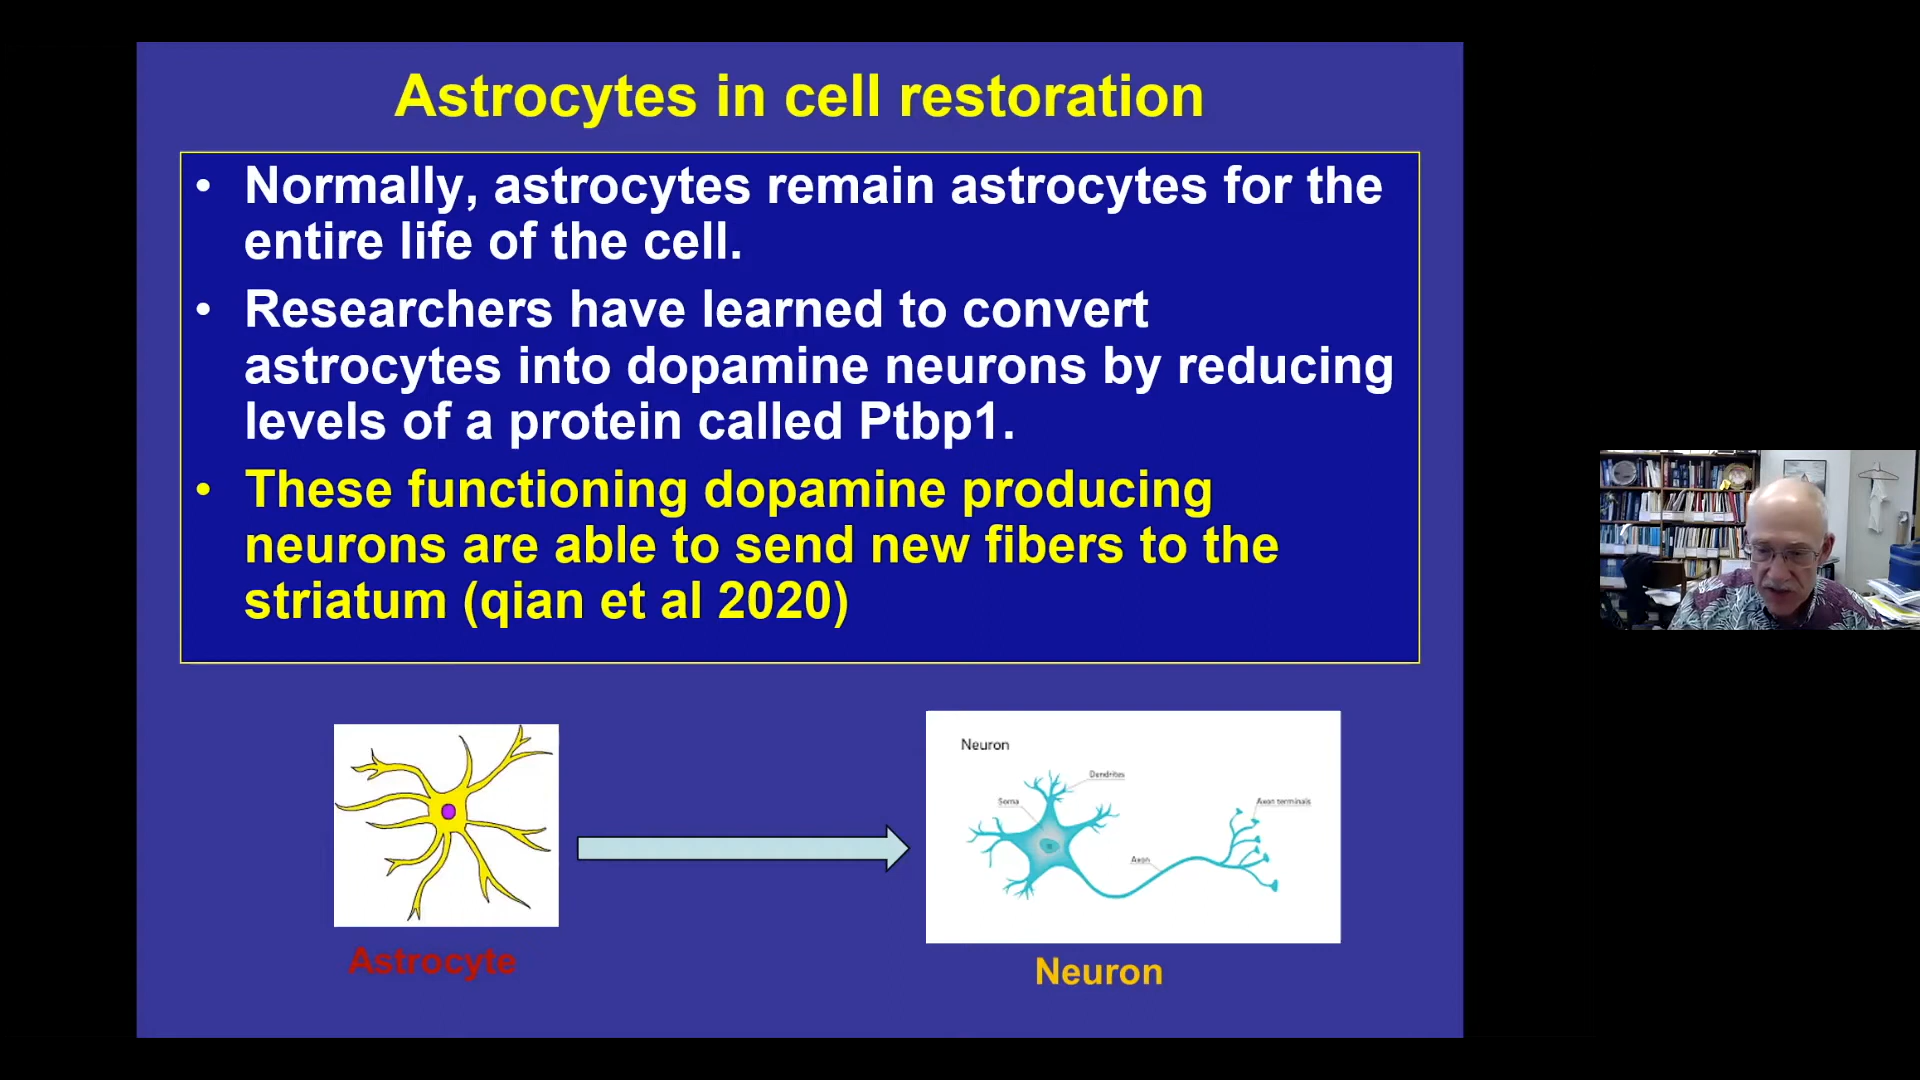 Astrocytes in cell restoration
• Normally, astrocytes remain astrocytes for the
entire life of the cell.
• Researchers have learned to convert
astrocytes into dopamine neurons by reducing
levels of a protein called Ptbp1.
• These functioning dopamine producing
neurons are able to send new fibers to the
striatum (qian et al 2020)
Neuron
Dendrites
Soma
Axon terminals
Axon
Astrocyte
Neuron